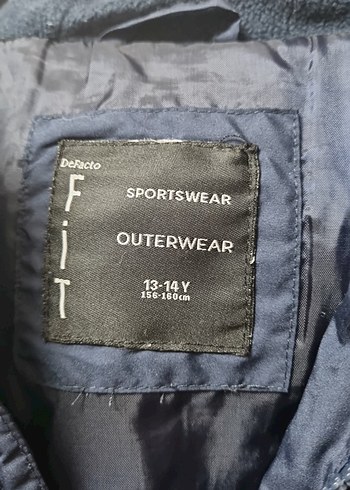 DeFacto
FiT
SPORTSWEAR
OUTERWEAR
13-14 Y
156-160cm